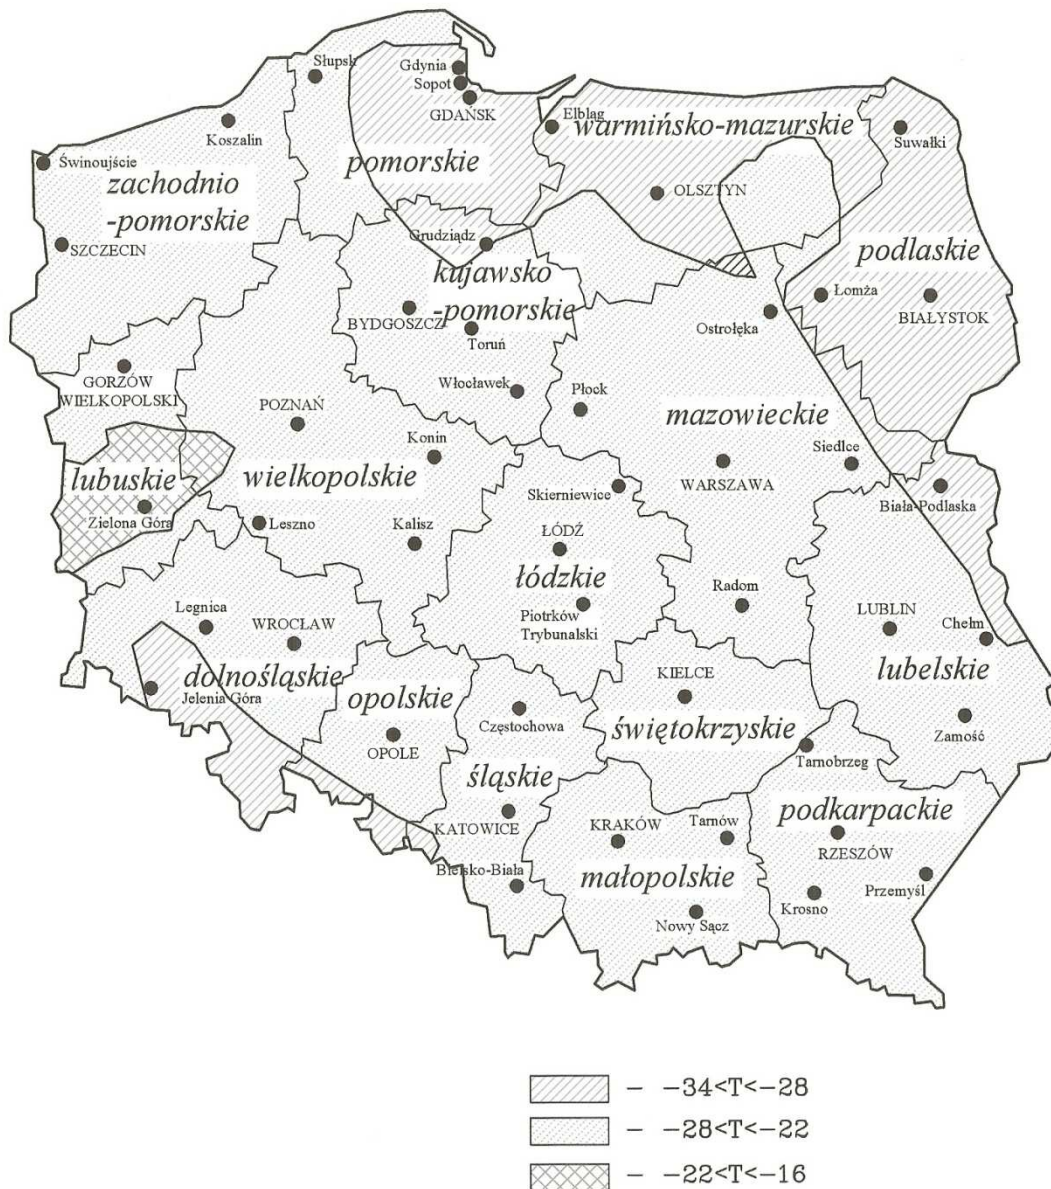 Słupsk
Gdynia
Sopot
GDAŃSK
Elbląg
warmińsko-mazurskie
Suwałki
Koszalin
Świnoujście
pomorskie
zachodnio
-pomorskie
OLSZTYN
SZCZECIN
Grudziądz
kujawsko
-pomorskie
podlaskie
Łomża
BIAŁYSTOK
BYDGOSZCZ
Toruń
Ostrołęka
GORZÓW
WIELKOPOLSKI
Włocławek
Płock
POZNAŃ
mazowieckie
Konin
Siedlce
lubuskie
wielkopolskie
WARSZAWA
Skierniewice
Biała-Podlaska
Zielona Góra
Leszno
Kalisz
ŁÓDŹ
łódzkie
Radom
Legnica
WROCŁAW
Piotrków
Trybunalski
LUBLIN
Chełm
dolnośląskie
lubelskie
Jelenia Góra
opolskie
KIELCE
Częstochowa
świętokrzyskie
OPOLE
Zamość
Tarnobrzeg
śląskie
podkarpackie
KATOWICE
KRAKÓW
Tarnów
RZESZÓW
Bielsko-Biała
małopolskie
Przemyśl
Krosno
Nowy Sącz
– -34<T<-28
– -28<T<-22
– -22<T<-16